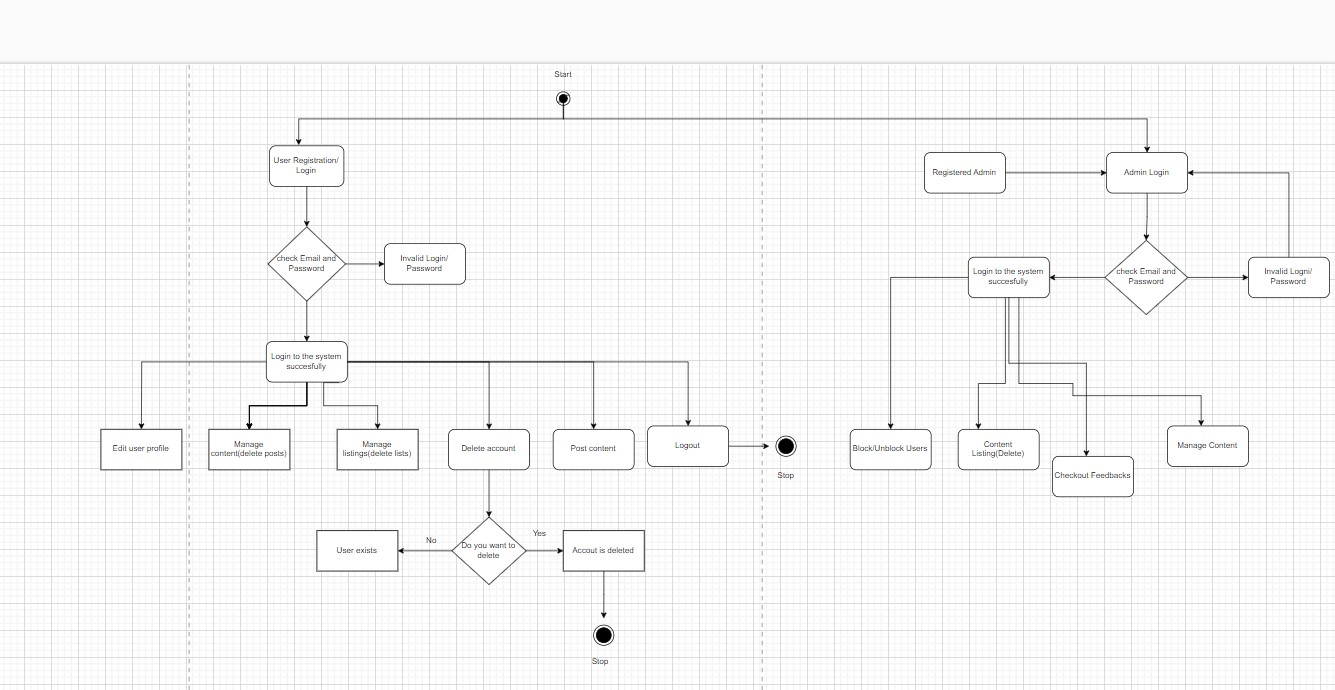 Start
User Registration/
Login
Registered Admin
Admin Login
check Email and
Password
Invalid Login/
Password
Login to the system
succesfully
check Email and
Password
Invalid Logni/
Password
Login to the system
succesfully
Edit user profile
Manage
content(delete posts)
Manage
listings(delete lists)
Delete account
Post content
Logout
Stop
Block/Unblock Users
Content
Listing(Delete)
Checkout Feedbacks
Manage Content
User exists
No
Do you want to
delete
Yes
Accout is deleted
Stop